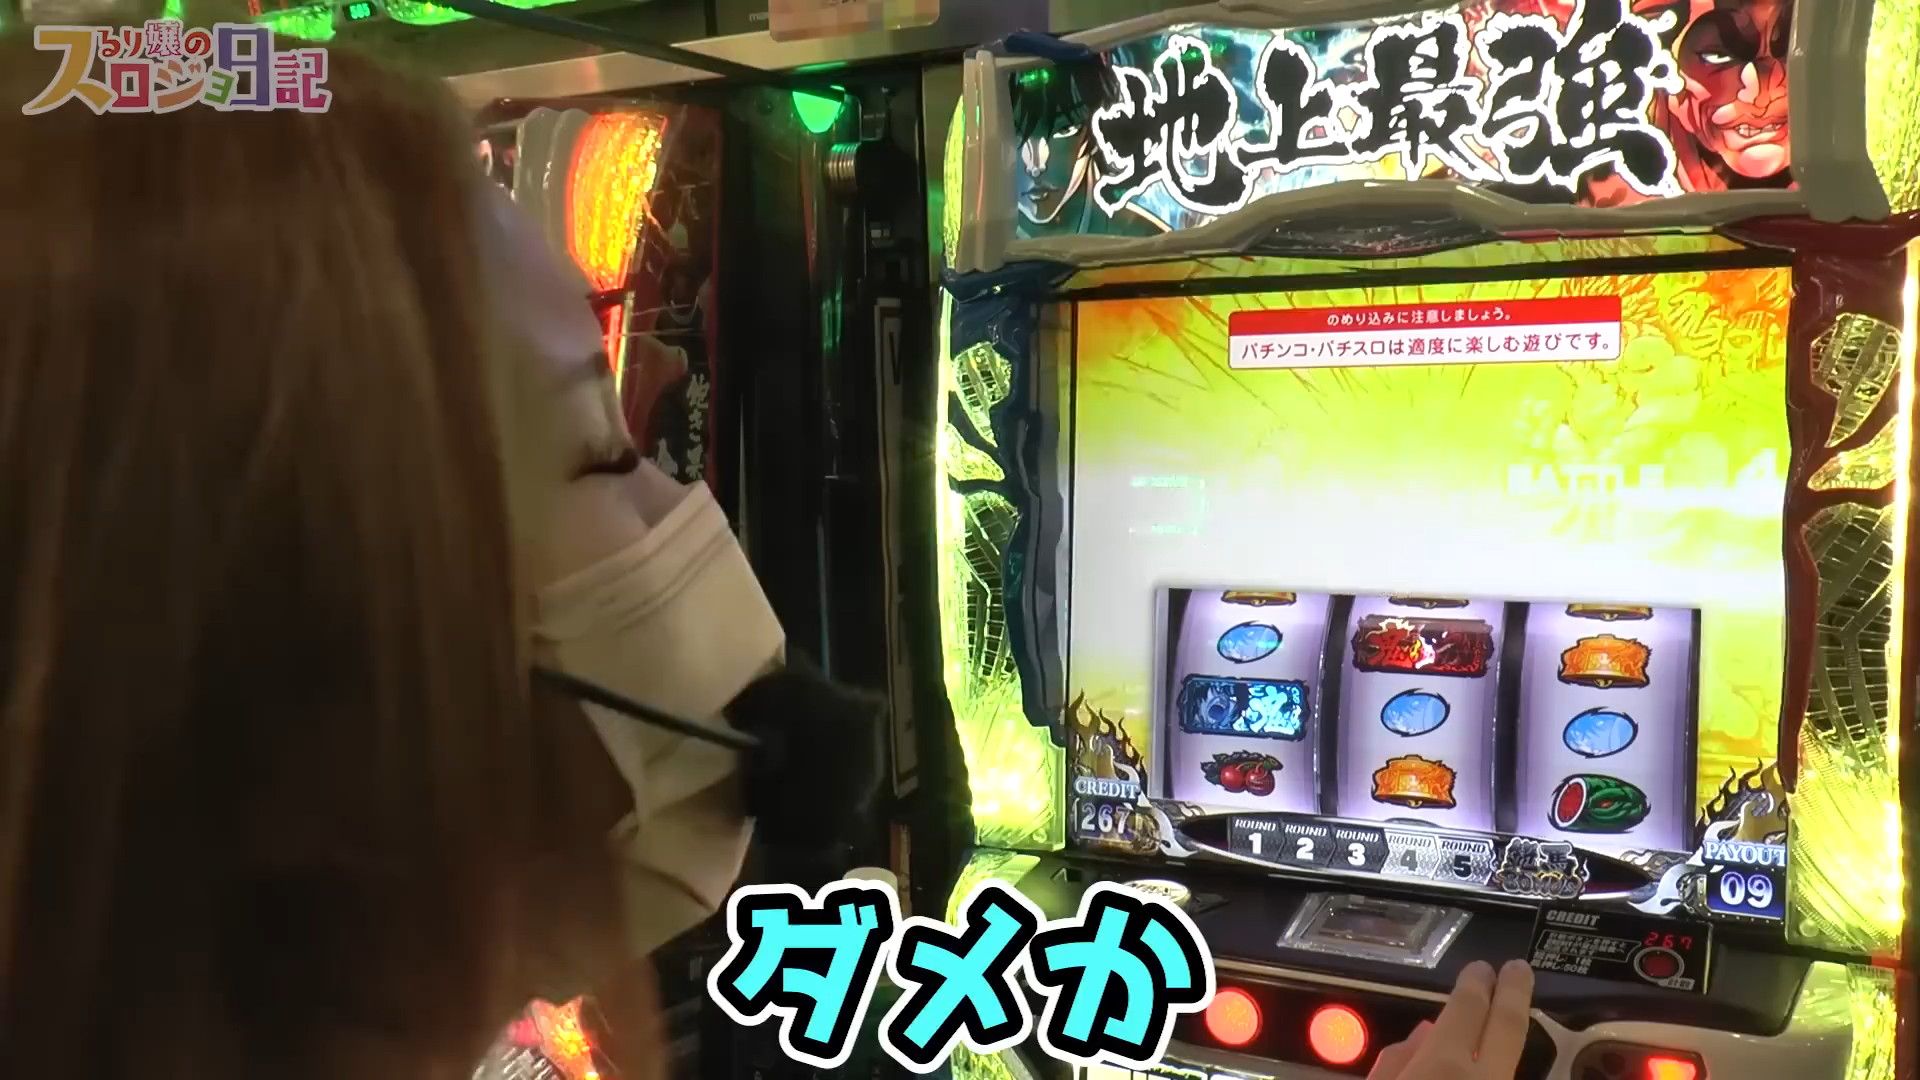 るり嬢の
スロジョ日記
地上最強
のめり込みに注意しましょう。
パチンコ・パチスロは適度に楽しむ遊びです。
BATTLE
CREDIT
267
ROUND 1 ROUND 2 ROUND 3 ROUND 4 ROUND 5
PAYOUT
09
CREDIT
267
ダメか